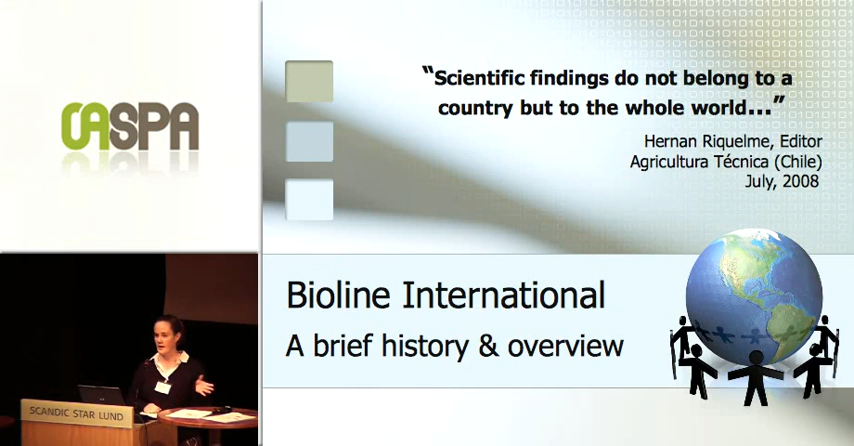 OASPA
“Scientific findings do not belong to a
country but to the whole world...”
Hernan Riquelme, Editor
Agricultura Técnica (Chile)
July, 2008
Bioline International
A brief history & overview
SCANDIC STAR LUND